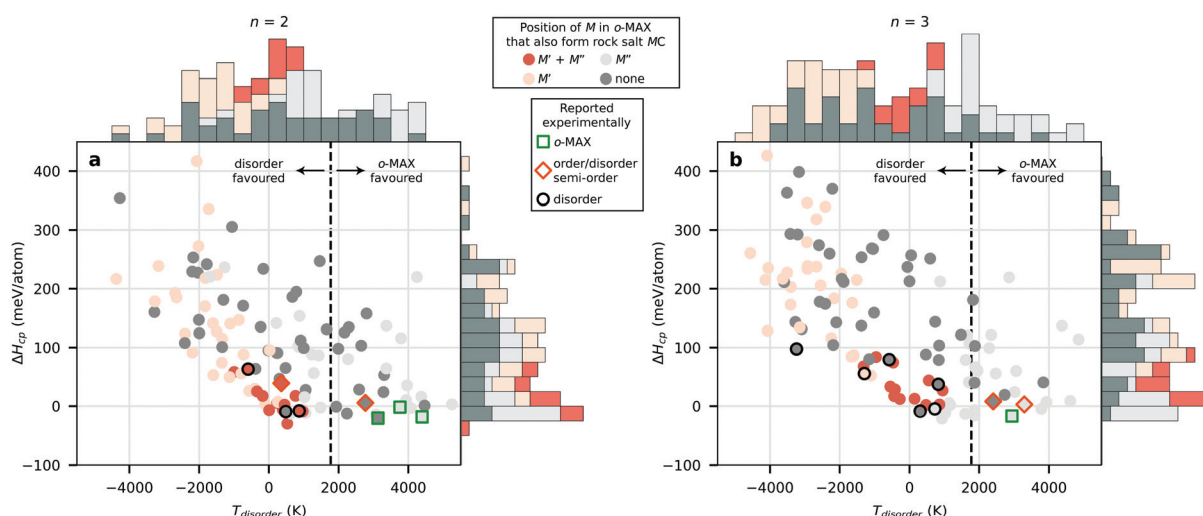 n = 2
n = 3
Position of M in o-MAX
that also form rock salt MC
M′ + M″
M″
M′
none
Reported
experimentally
o-MAX
order/disorder
semi-order
disorder
a
disorder
favoured
o-MAX
favoured
400
300
200
100
0
−100
ΔHcp (meV/atom)
−4000
−2000
0
2000
4000
Tdisorder (K)
b
disorder
favoured
o-MAX
favoured
400
300
200
100
0
−100
ΔHcp (meV/atom)
−4000
−2000
0
2000
4000
Tdisorder (K)